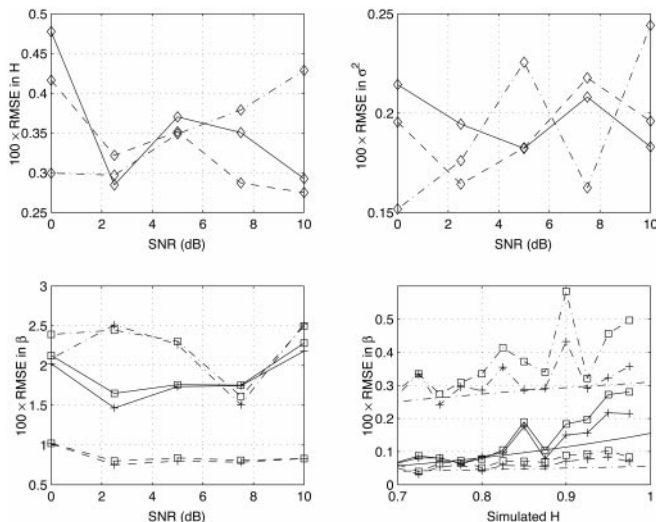 0.5
0.45
0.4
0.35
0.3
0.25
100 × RMSE in H
0 2 4 6 8 10
SNR (dB)
0.25
0.2
0.15
100 × RMSE in σ²
0 2 4 6 8 10
SNR (dB)
3
2.5
2
1.5
1
0.5
100 × RMSE in β
0 2 4 6 8 10
SNR (dB)
0.5
0.4
0.3
0.2
0.1
0
100 × RMSE in β
0.7 0.8 0.9 1
Simulated H